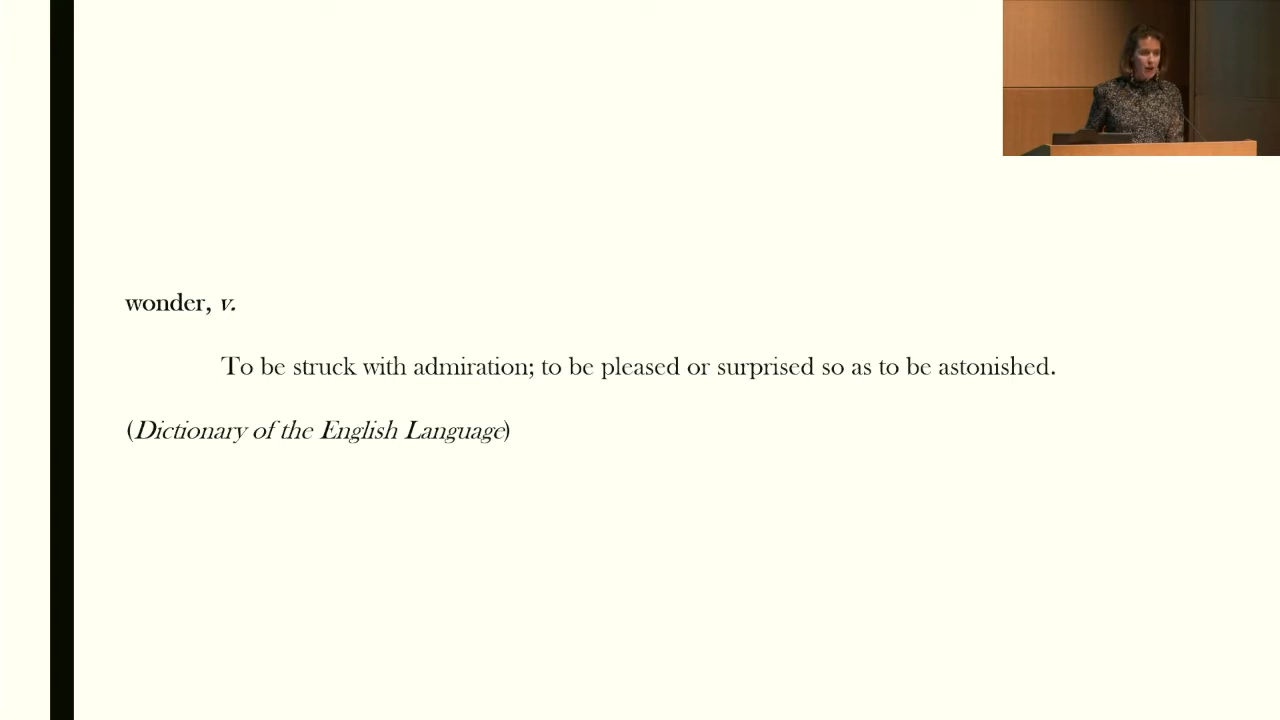 wonder, v.
To be struck with admiration; to be pleased or surprised so as to be astonished.
(Dictionary of the English Language)